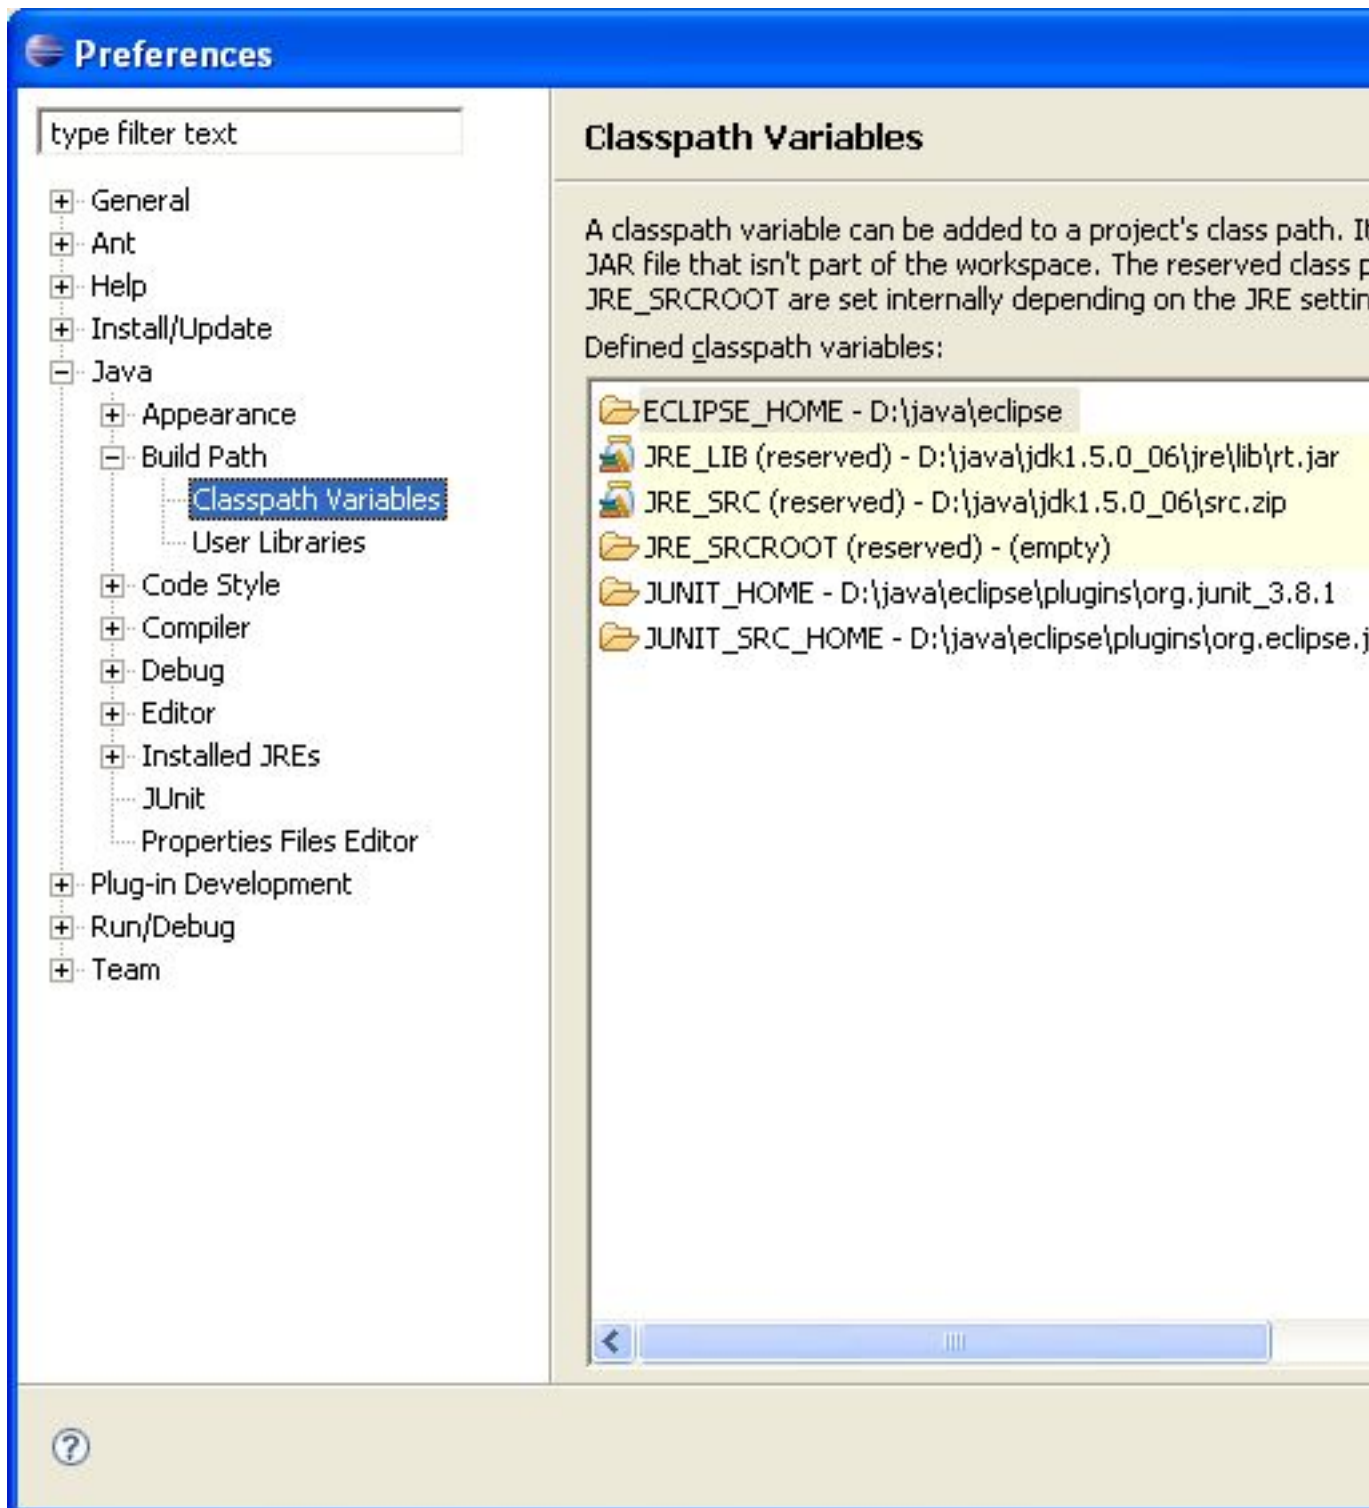 Preferences
type filter text
General
Ant
Help
Install/Update
Java
Appearance
Build Path
Classpath Variables
User Libraries
Code Style
Compiler
Debug
Editor
Installed JREs
JUnit
Properties Files Editor
Plug-in Development
Run/Debug
Team
Classpath Variables
A classpath variable can be added to a project's class path. It
JAR file that isn't part of the workspace. The reserved class p
JRE_SRCROOT are set internally depending on the JRE settin
Defined classpath variables:
ECLIPSE_HOME - D:\java\eclipse
JRE_LIB (reserved) - D:\java\jdk1.5.0_06\jre\lib\rt.jar
JRE_SRC (reserved) - D:\java\jdk1.5.0_06\src.zip
JRE_SRCROOT (reserved) - (empty)
JUNIT_HOME - D:\java\eclipse\plugins\org.junit_3.8.1
JUNIT_SRC_HOME - D:\java\eclipse\plugins\org.eclipse.j